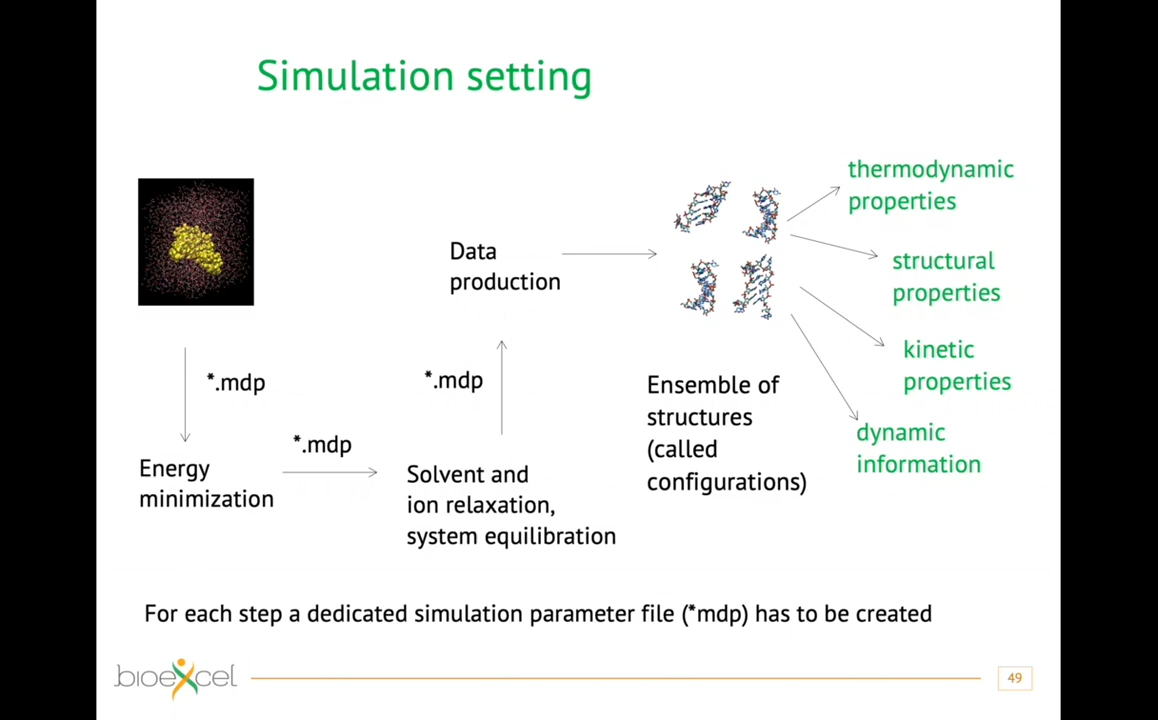 Simulation setting
thermodynamic
properties
Data
production
structural
properties
kinetic
properties
*.mdp
*.mdp
Ensemble of
structures
(called
configurations)
dynamic
information
*.mdp
Energy
minimization
Solvent and
ion relaxation,
system equilibration
For each step a dedicated simulation parameter file (*mdp) has to be created
bioexcel
49